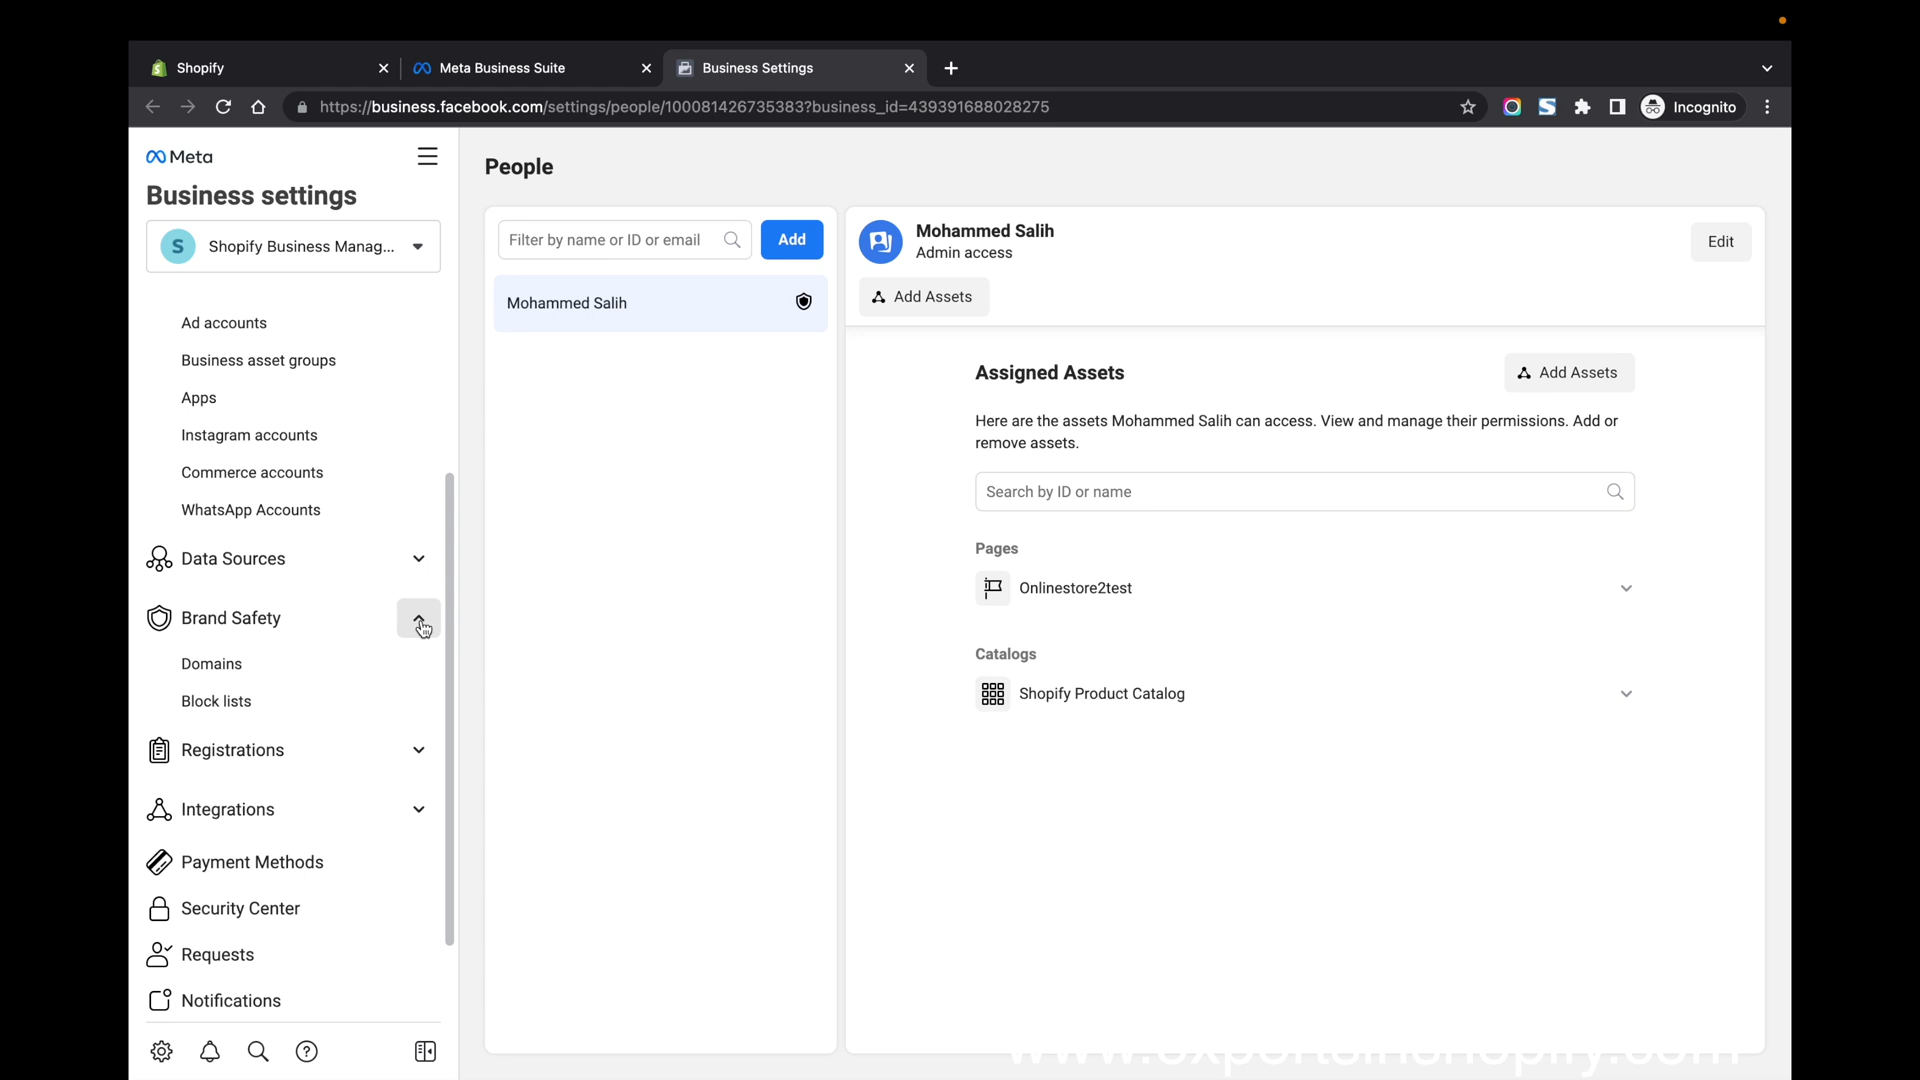 Shopify
Meta Business Suite
Business Settings
https://business.facebook.com/settings/people/100081426735383?business_id=439391688028275
Incognito
Meta
Business settings
S
Shopify Business Manag...
Ad accounts
Business asset groups
Apps
Instagram accounts
Commerce accounts
WhatsApp Accounts
Data Sources
Brand Safety
Domains
Block lists
Registrations
Integrations
Payment Methods
Security Center
Requests
Notifications
People
Filter by name or ID or email
Add
Mohammed Salih
Mohammed Salih
Admin access
Edit
Add Assets
Assigned Assets
Add Assets
Here are the assets Mohammed Salih can access. View and manage their permissions. Add or
remove assets.
Search by ID or name
Pages
Onlinestore2test
Catalogs
Shopify Product Catalog